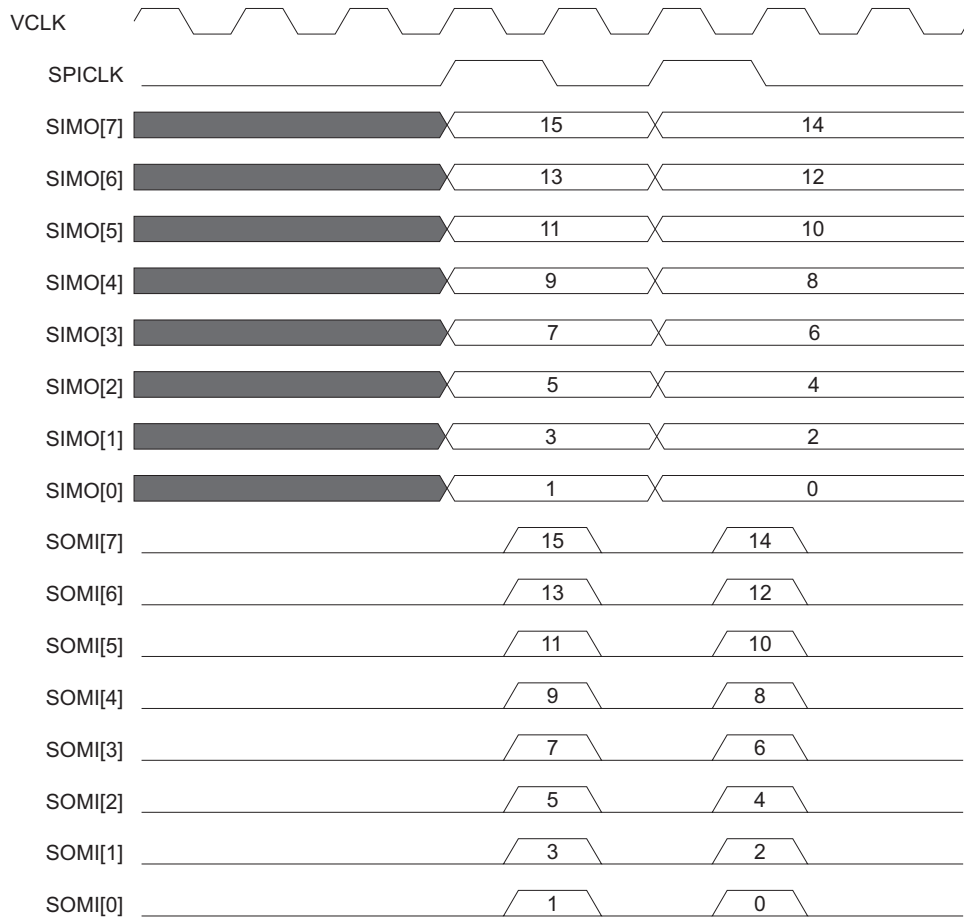 VCLK
SPICLK
SIMO[7] 15 14
SIMO[6] 13 12
SIMO[5] 11 10
SIMO[4] 9 8
SIMO[3] 7 6
SIMO[2] 5 4
SIMO[1] 3 2
SIMO[0] 1 0
SOMI[7] 15 14
SOMI[6] 13 12
SOMI[5] 11 10
SOMI[4] 9 8
SOMI[3] 7 6
SOMI[2] 5 4
SOMI[1] 3 2
SOMI[0] 1 0